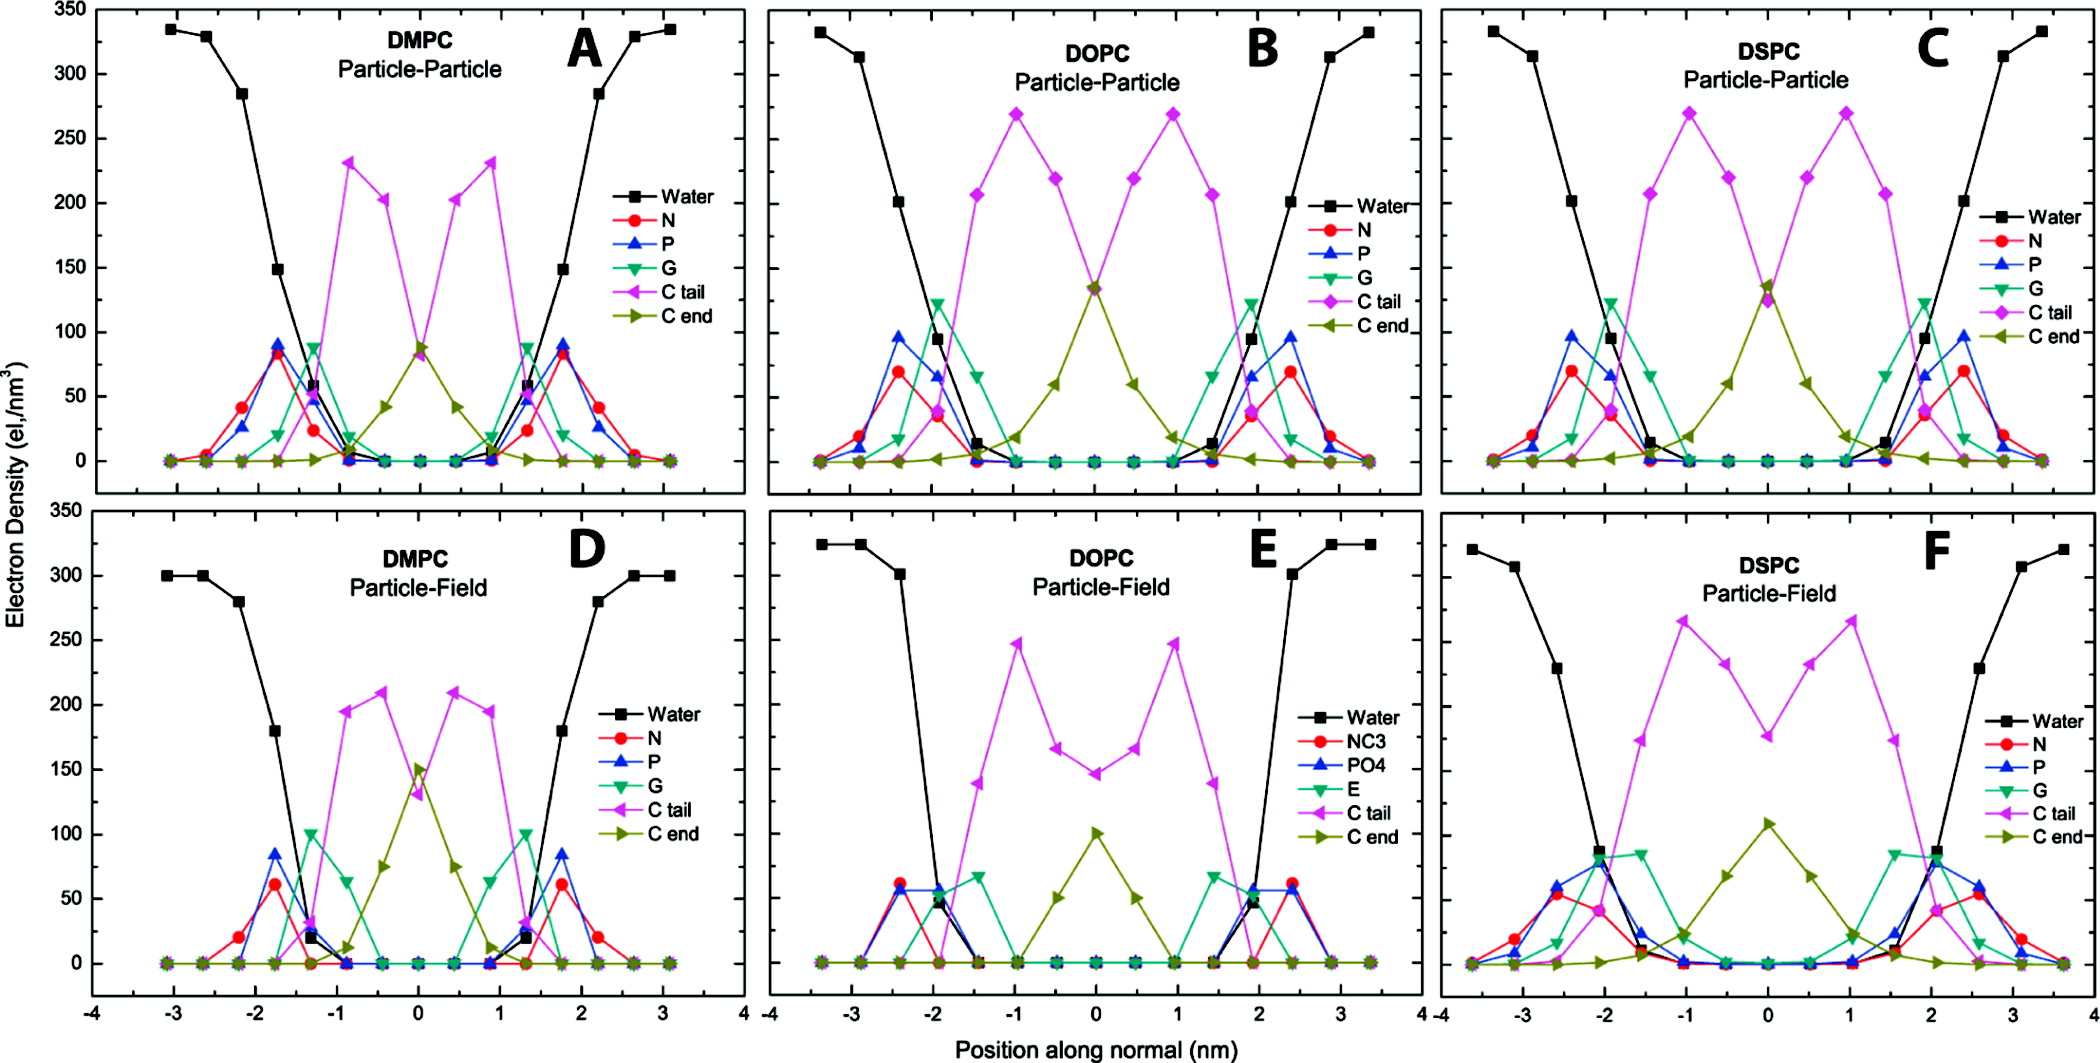 Electron Density (el,/nm³)
350
300
250
200
150
100
50
0
DMPC
Particle-Particle
A
Water
N
P
G
C tail
C end
DOPC
Particle-Particle
B
Water
N
P
G
C tail
C end
DSPC
Particle-Particle
C
Water
N
P
G
C tail
C end
350
300
250
200
150
100
50
0
DMPC
Particle-Field
D
Water
N
P
G
C tail
C end
-4 -3 -2 -1 0 1 2 3 4
DOPC
Particle-Field
E
Water
NC3
PO4
E
C tail
C end
-3 -2 -1 0 1 2 3 4
DSPC
Particle-Field
F
Water
N
P
G
C tail
C end
-4 -3 -2 -1 0 1 2 3 4
Position along normal (nm)